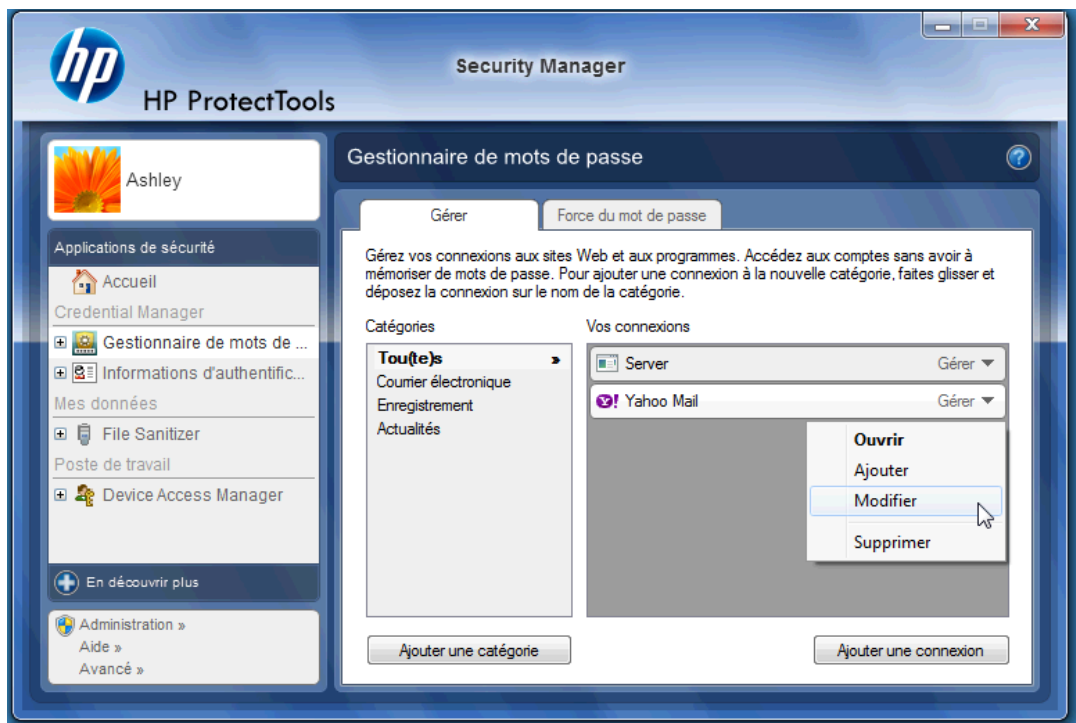 hp
Security Manager
HP ProtectTools
Ashley
Gestionnaire de mots de passe
Gérer
Force du mot de passe
Applications de sécurité
Accueil
Credential Manager
Gestionnaire de mots de ...
Informations d'authentific...
Mes données
File Sanitizer
Poste de travail
Device Access Manager
En découvrir plus
Administration »
Aide »
Avancé »
Gérez vos connexions aux sites Web et aux programmes. Accédez aux comptes sans avoir à
mémoriser de mots de passe. Pour ajouter une connexion à la nouvelle catégorie, faites glisser et
déposez la connexion sur le nom de la catégorie.
Catégories
Tou(te)s »
Courrier électronique
Enregistrement
Actualités
Vos connexions
Server Gérer
Y! Yahoo Mail Gérer
Ouvrir
Ajouter
Modifier
Supprimer
Ajouter une catégorie
Ajouter une connexion